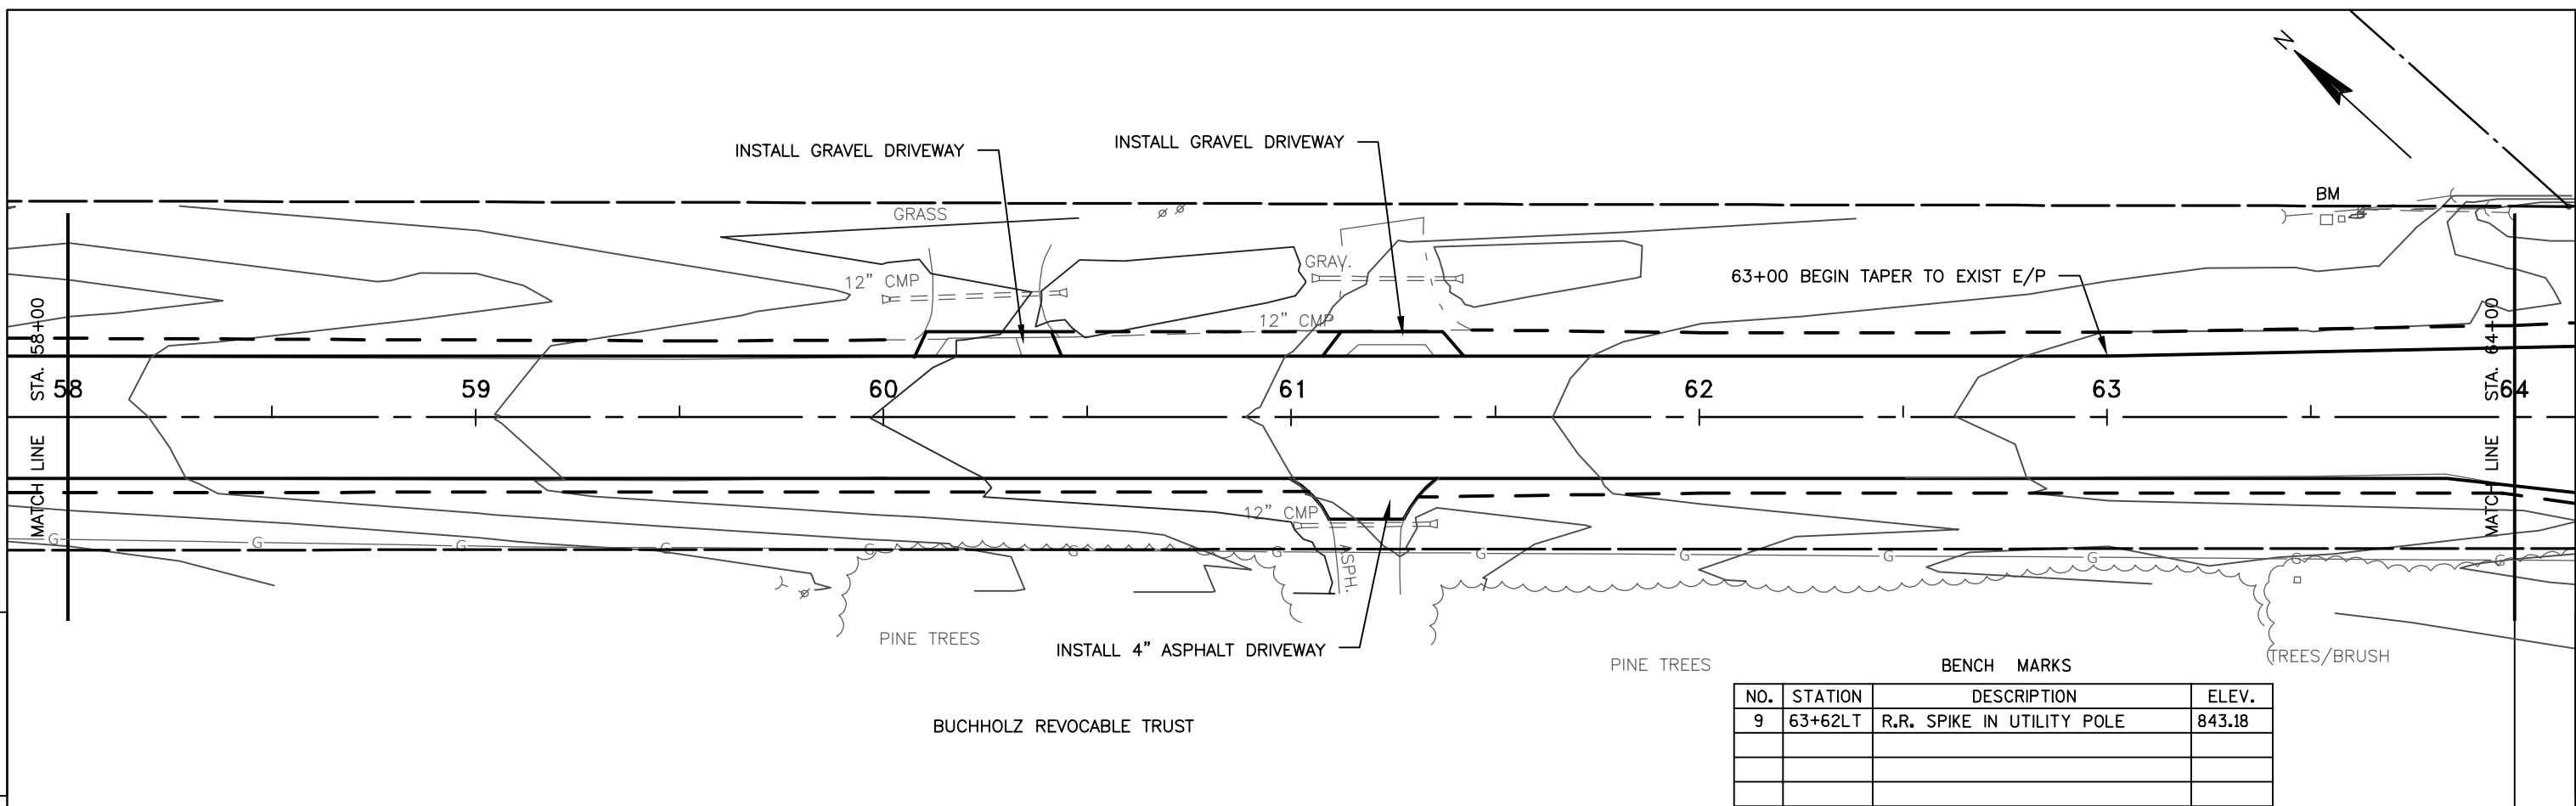 N
INSTALL GRAVEL DRIVEWAY
INSTALL GRAVEL DRIVEWAY
BM
GRASS
GRAV.
12" CMP
63+00 BEGIN TAPER TO EXIST E/P
12" CMP
MATCH LINE STA. 58+00
58
59
60
61
62
63
64
MATCH LINE STA. 64+00
12" CMP
G G G G G G G G G G G G G
ASPH.
PINE TREES
INSTALL 4" ASPHALT DRIVEWAY
PINE TREES
TREES/BRUSH
BENCH MARKS
NO. STATION DESCRIPTION ELEV.
9 63+62LT R.R. SPIKE IN UTILITY POLE 843.18
BUCHHOLZ REVOCABLE TRUST